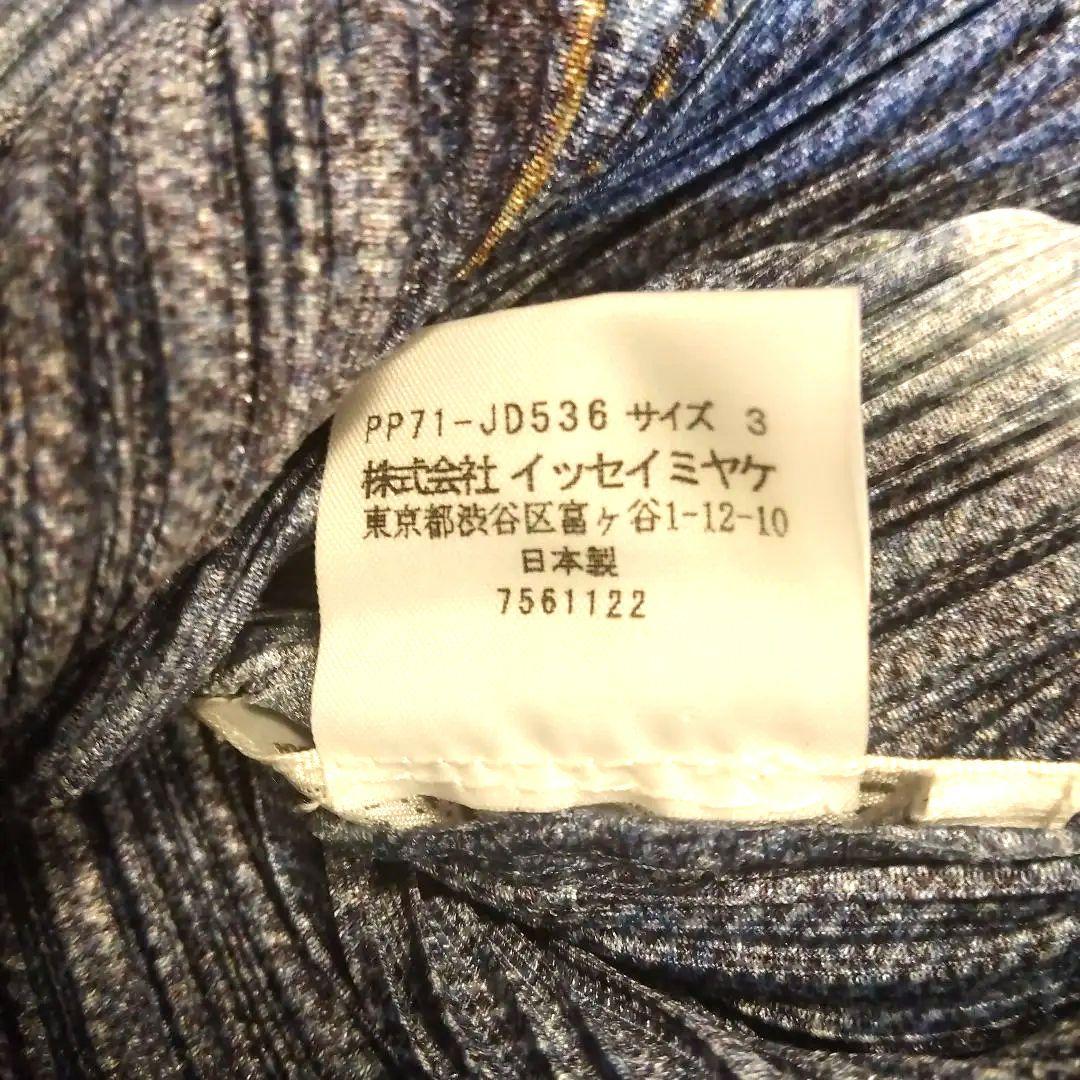 PP71-JD536 サイズ 3
株式会社 イッセイミヤケ
東京都渋谷区富ヶ谷1-12-10
日本製
7561122